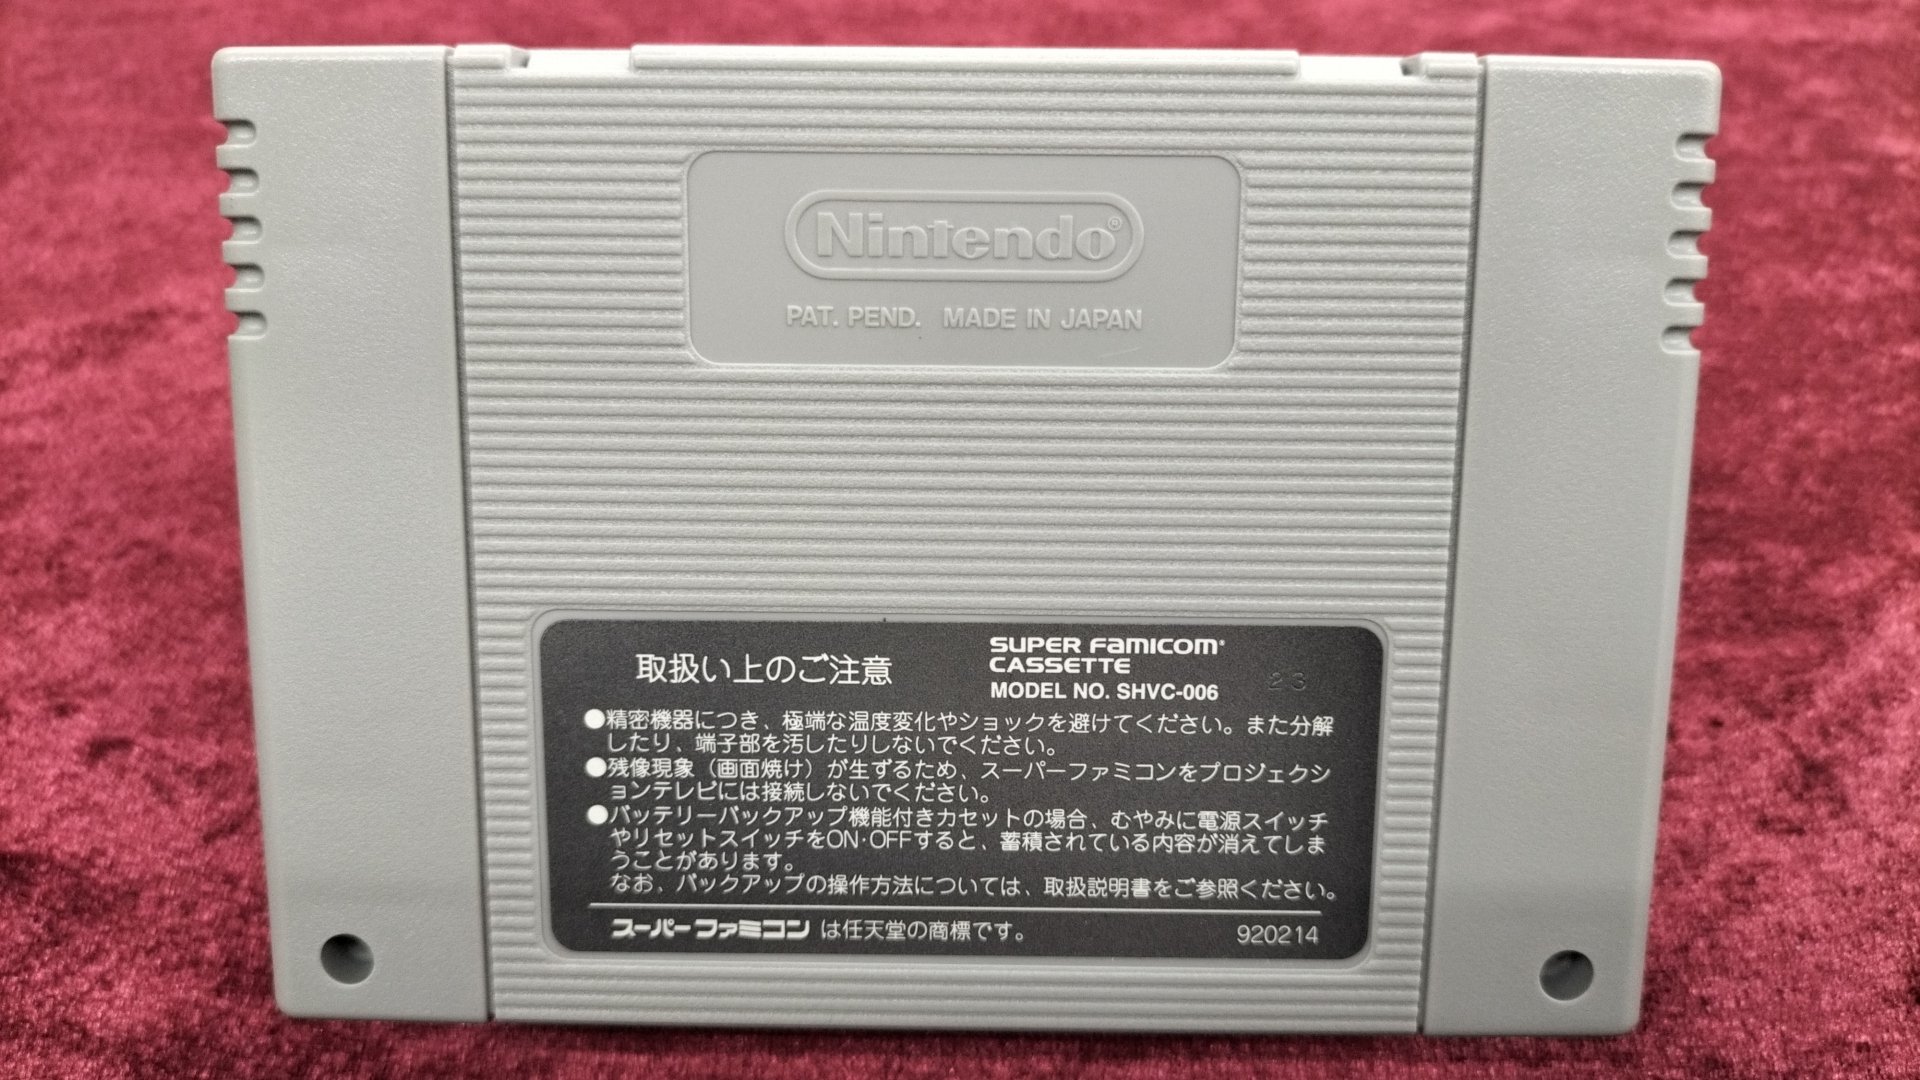 Nintendo®
PAT. PEND. MADE IN JAPAN
取扱い上のご注意
SUPER FAMICOM®
CASSETTE
MODEL NO. SHVC-006
23
●精密機器につき、極端な温度変化やショックを避けてください。また分解
したり、端子部を汚したりしないでください。
●残像現象（画面焼け）が生ずるため、スーパーファミコンをプロジェクシ
ョンテレビには接続しないでください。
●バッテリーバックアップ機能付きカセットの場合、むやみに電源スイッチ
やリセットスイッチをON·OFFすると、蓄積されている内容が消えてしま
うことがあります。
なお、バックアップの操作方法については、取扱説明書をご参照ください。
スーパーファミコン は任天堂の商標です。
920214